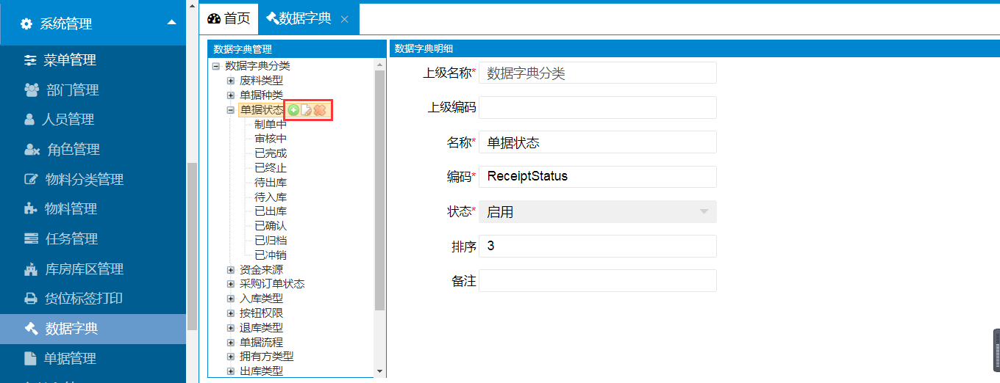 系统管理
菜单管理
部门管理
人员管理
角色管理
物料分类管理
物料管理
任务管理
库房库区管理
货位标签打印
数据字典
单据管理
首页
数据字典
数据字典管理
数据字典分类
废料类型
单据种类
单据状态
制单中
审核中
已完成
已终止
待出库
待入库
已出库
已确认
已归档
已冲销
资金来源
采购订单状态
入库类型
按钮权限
退库类型
单据流程
拥有方类型
出库类型
数据字典明细
上级名称* 数据字典分类
上级编码
名称* 单据状态
编码* ReceiptStatus
状态* 启用
排序 3
备注